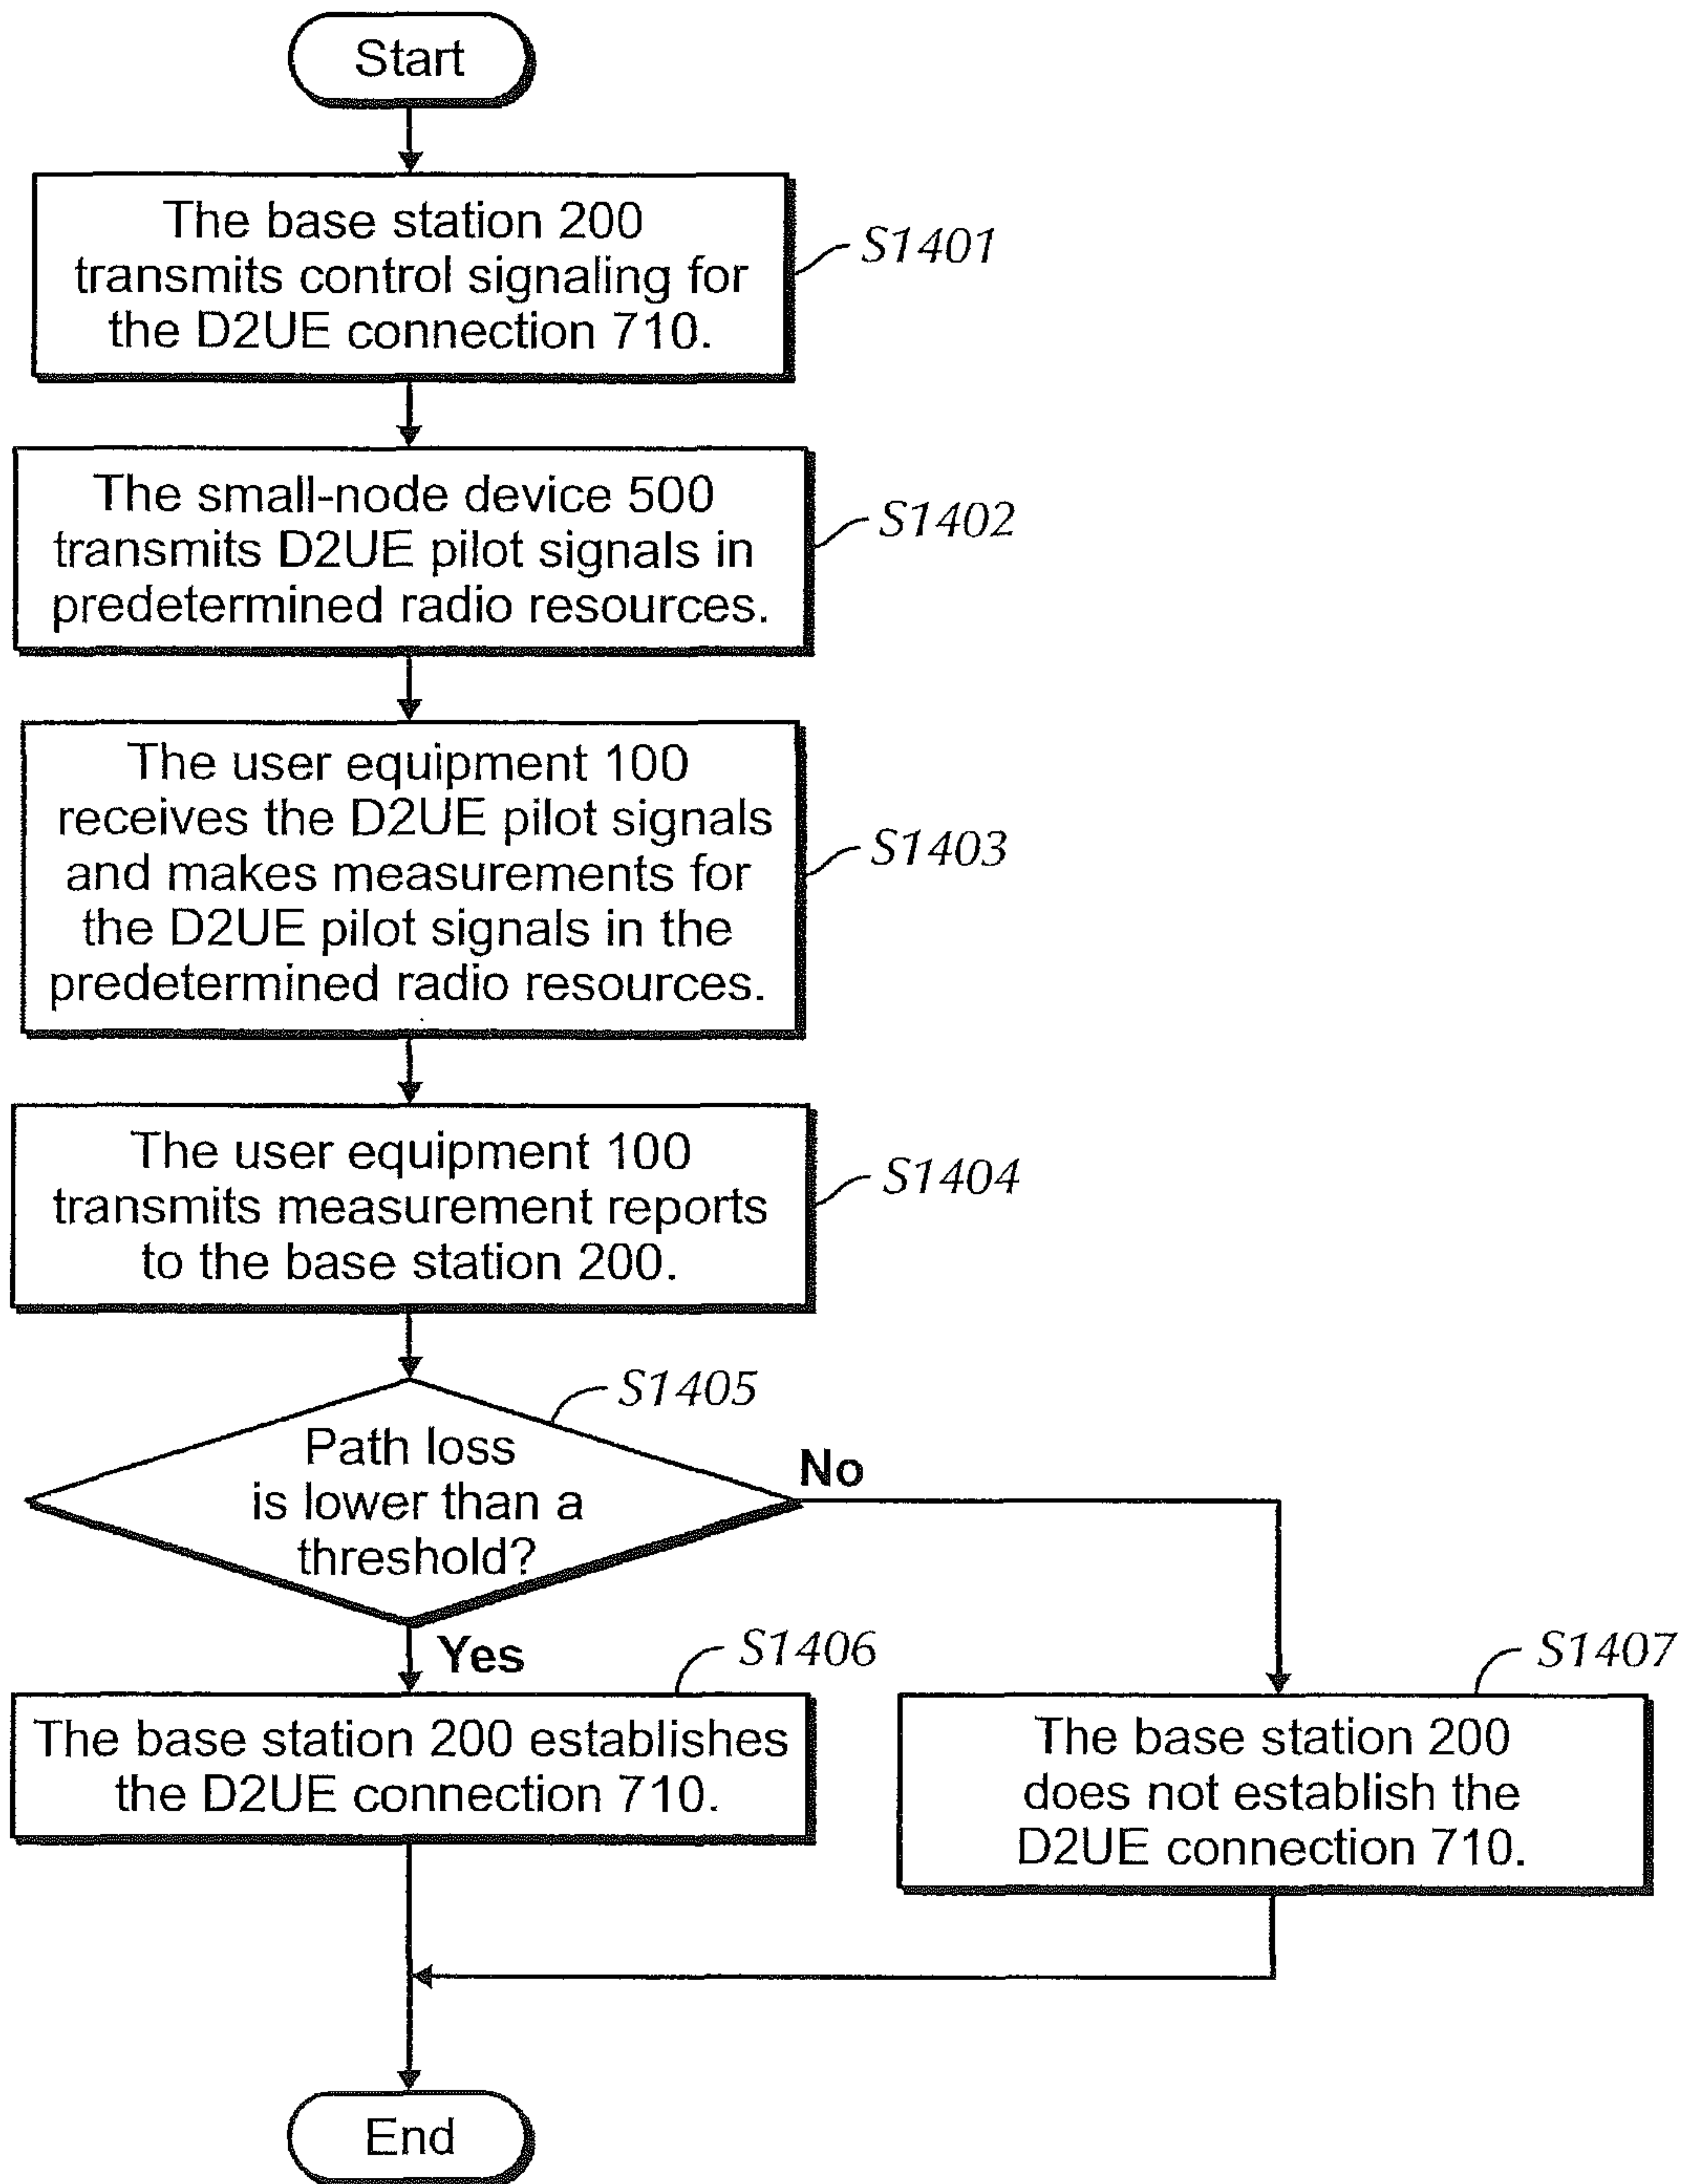 Start
The base station 200
transmits control signaling for
the D2UE connection 710.
S1401
The small-node device 500
transmits D2UE pilot signals in
predetermined radio resources.
S1402
The user equipment 100
receives the D2UE pilot signals
and makes measurements for
the D2UE pilot signals in the
predetermined radio resources.
S1403
The user equipment 100
transmits measurement reports
to the base station 200.
S1404
S1405
Path loss
is lower than a
threshold?
No
Yes
S1406
The base station 200 establishes
the D2UE connection 710.
S1407
The base station 200
does not establish the
D2UE connection 710.
End